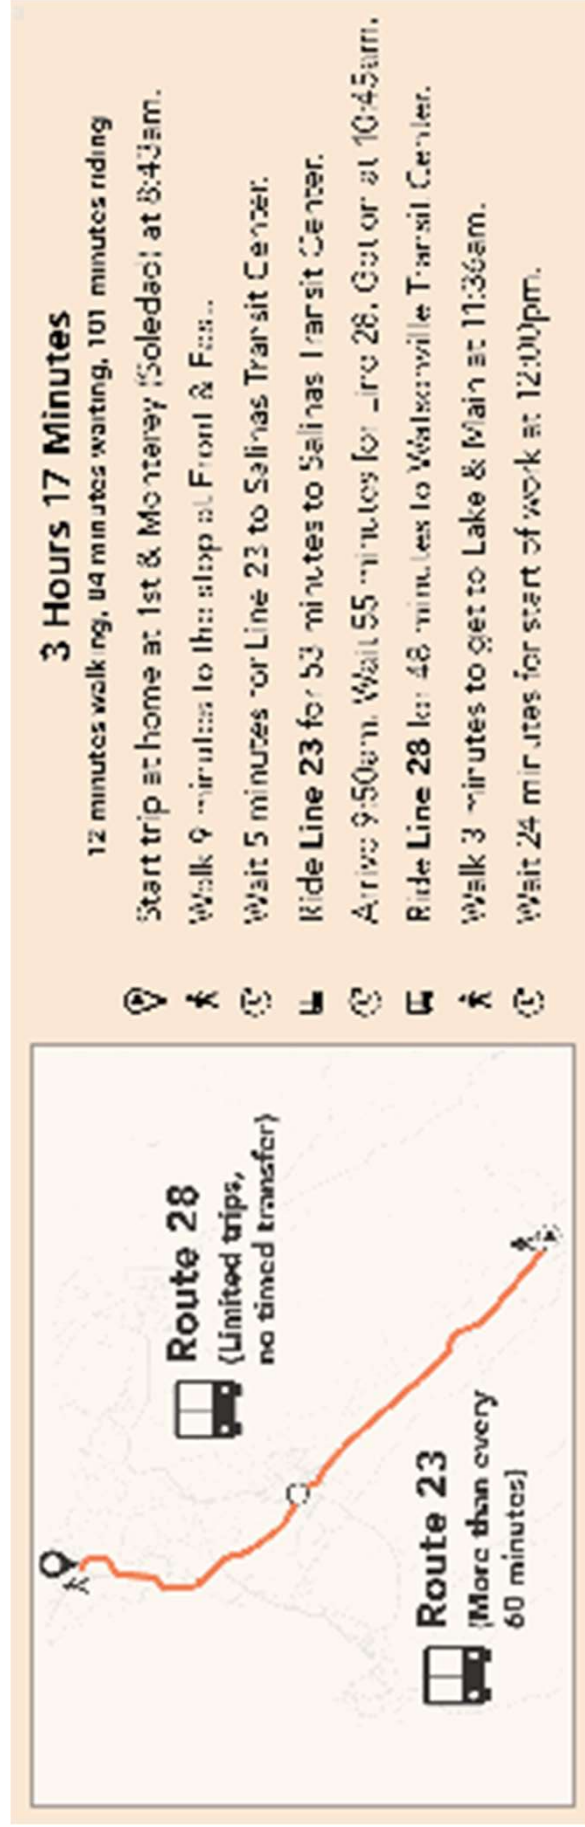 Route 28
(Limited trips,
no timed transfer)
Route 23
(More than every
60 minutes)
3 Hours 17 Minutes
12 minutes walking, 84 minutes waiting, 101 minutes riding
Start trip at home at 1st & Monterey (Soledad) at 8:43am.
Walk 9 minutes to the stop at Front &
Wait 5 minutes for Line 23 to Salinas Transit Center.
Ride Line 23 for 53 minutes to Salinas Transit Center.
Arrive 9:50am. Wait 55 minutes for Line 28. Get on at 10:45am.
Ride Line 28 for 48 minutes to Watsonville Transit Center.
Walk 3 minutes to get to Lake & Main at 11:36am.
Wait 24 minutes for start of work at 12:00pm.